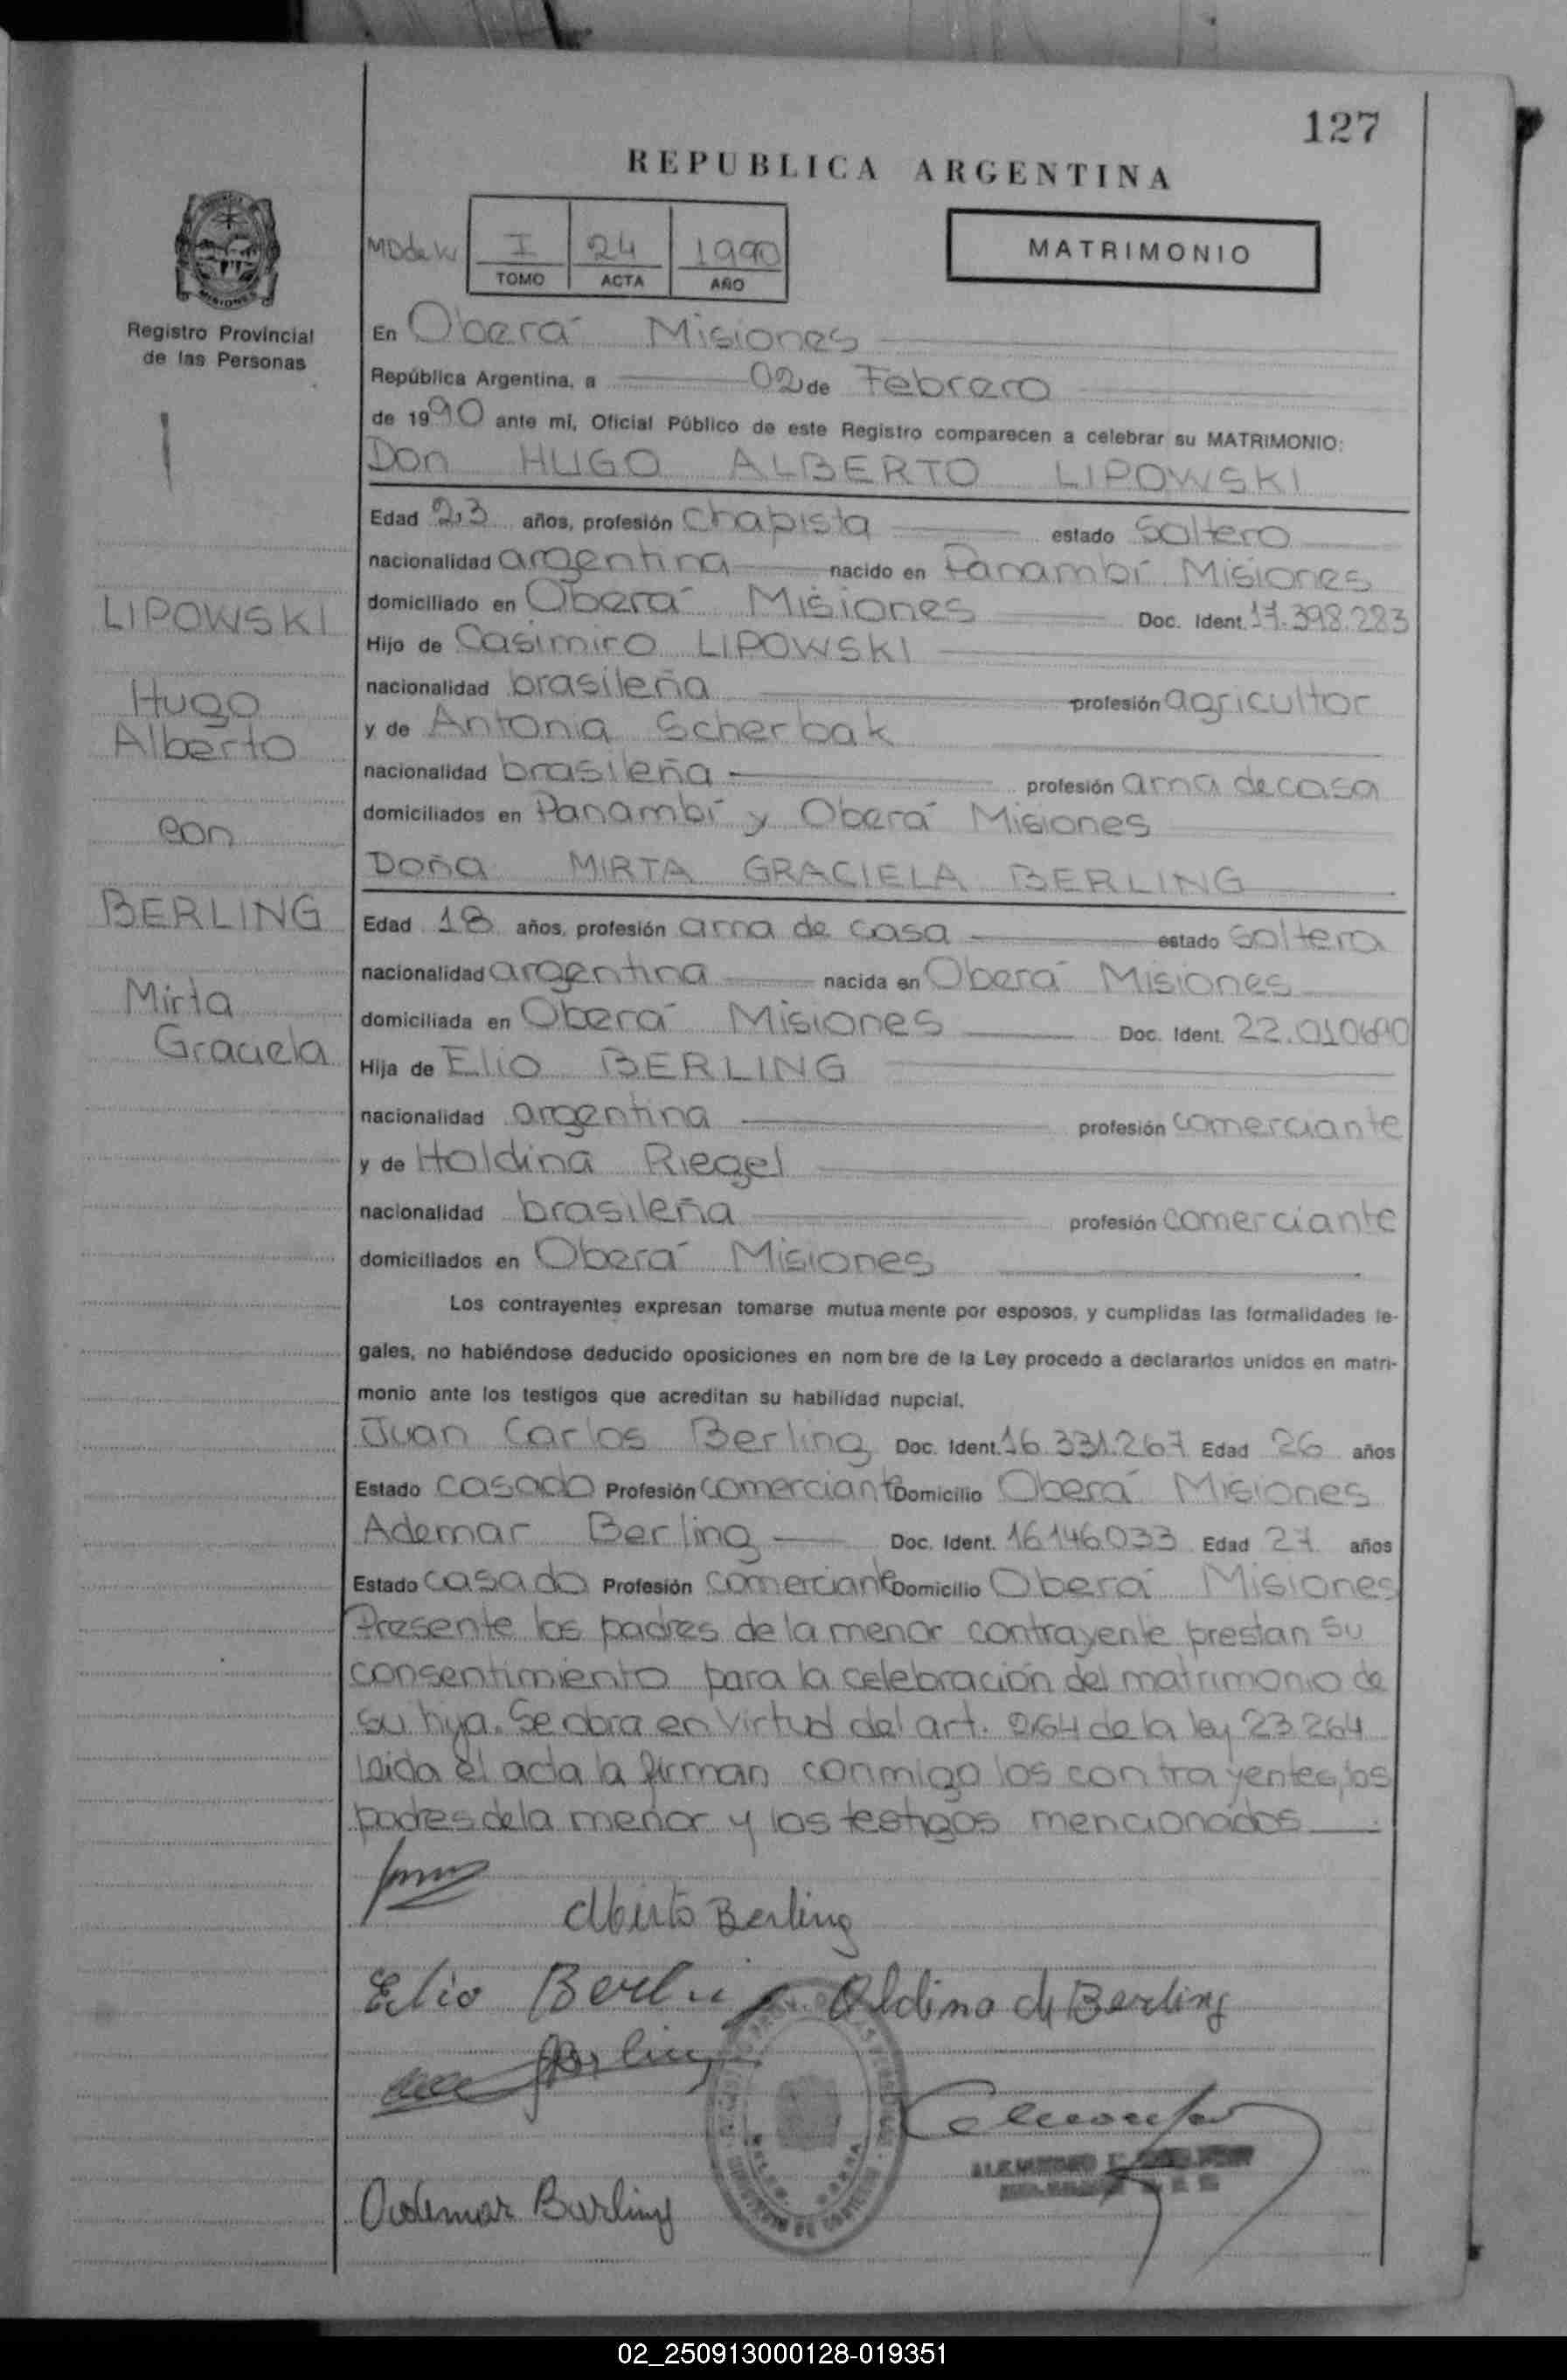 127
REPUBLICA ARGENTINA
I 24 1990
TOMO ACTA AÑO
MATRIMONIO
MISIONES
Registro Provincial
de las Personas
En Oberá Misiones
República Argentina, a 02 de Febrero
de 1990 ante mi, Oficial Público de este Registro comparecen a celebrar su MATRIMONIO:
Don HUGO ALBERTO LIPOWSKI
Edad 23 años, profesión Chapista estado Soltero
nacionalidad argentina nacido en Panambí Misiones
domiciliado en Oberá Misiones Doc. Ident. 17.398.283
LIPOWSKI
Hijo de Casimiro LIPOWSKI
nacionalidad brasileña profesión agricultor
Hugo
y de Antonia Scherbak
Alberto
nacionalidad brasileña profesión ama de casa
domiciliados en Panambí y Oberá Misiones
con
Doña MIRTA GRACIELA BERLING
BERLING
Edad 18 años, profesión ama de casa estado soltera
nacionalidad argentina nacida en Oberá Misiones
Mirta
domiciliada en Oberá Misiones Doc. Ident. 22.010690
Graciela
Hija de Elio BERLING
nacionalidad argentina profesión comerciante
y de Holdina Riegel
nacionalidad brasileña profesión comerciante
domiciliados en Oberá Misiones
Los contrayentes expresan tomarse mutua mente por esposos, y cumplidas las formalidades le-
gales, no habiéndose deducido oposiciones en nom bre de la Ley procedo a declararlos unidos en matri-
monio ante los testigos que acreditan su habilidad nupcial.
Juan Carlos Berling Doc. Ident. 16.331.267 Edad 26 años
Estado casado Profesión comerciante Domicilio Oberá Misiones
Ademar Berling Doc. Ident. 16146033 Edad 27 años
Estado casado Profesión comerciante Domicilio Oberá Misiones
Presente los padres de la menor contrayente prestan su
consentimiento para la celebración del matrimonio de
su hija. Se obra en virtud del art. 264 de la ley 23264
leida el acta la firman conmigo los contrayentes, los
padres de la menor y los testigos mencionados
Berling
Elio Berling Oldina de Berling
Berling
Berling
02_250913000128-019351